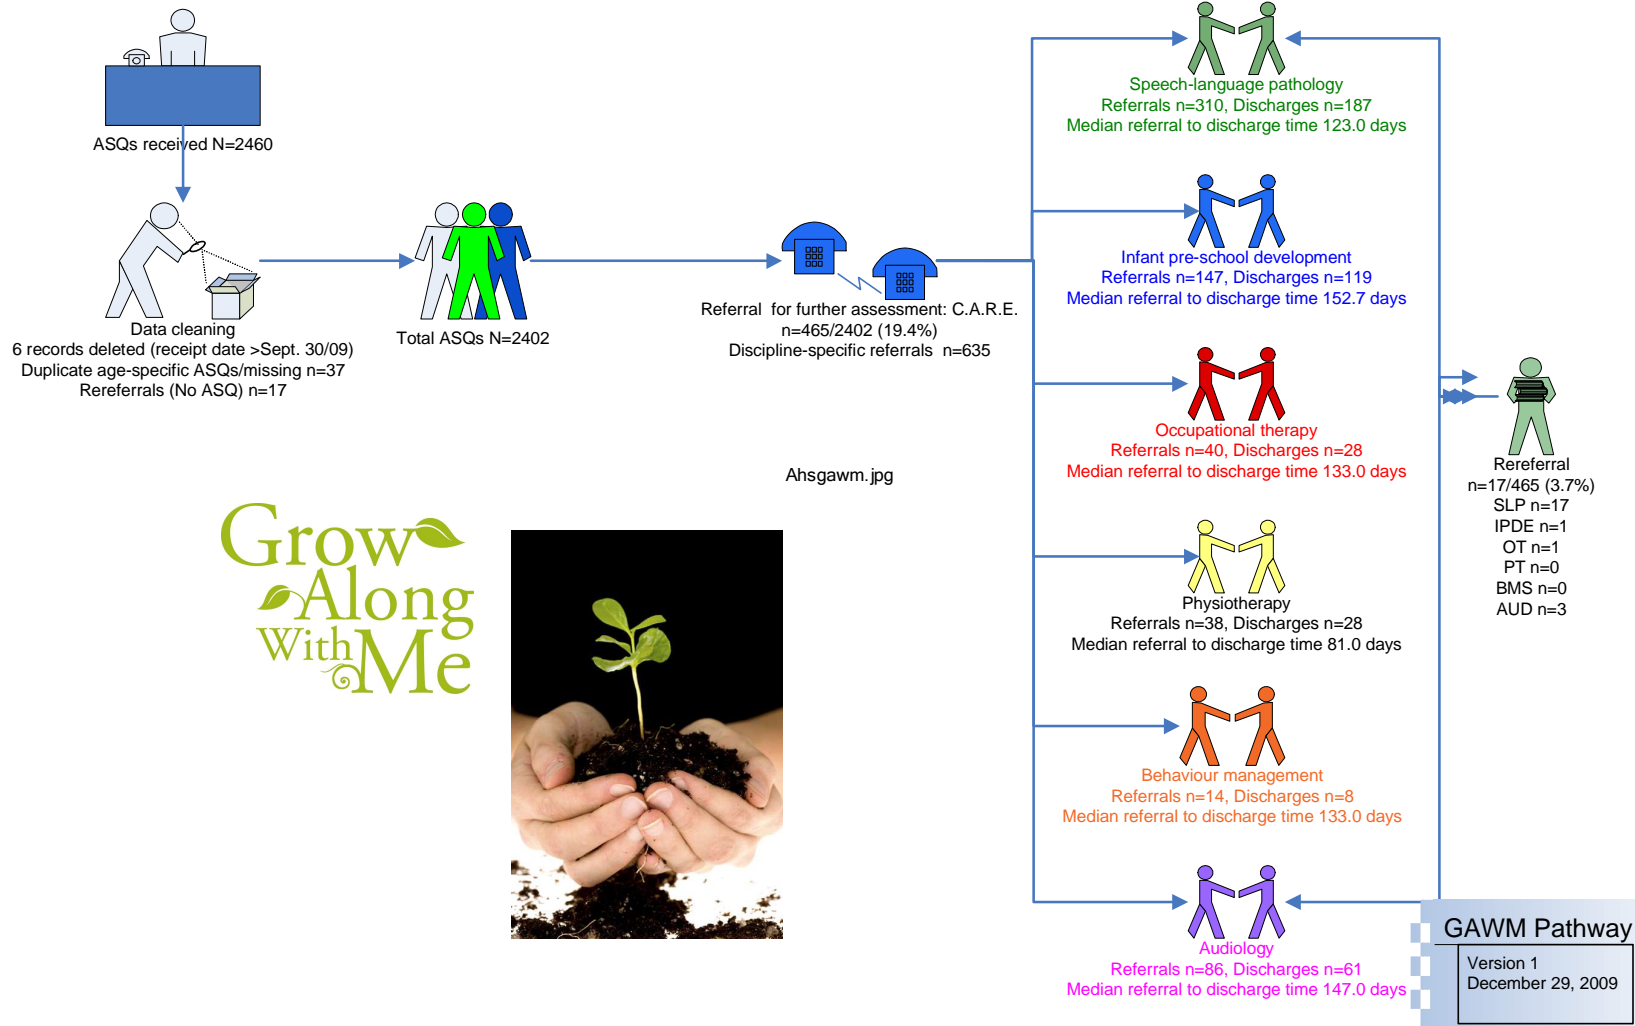 ASQs received N=2460
Data cleaning
6 records deleted (receipt date >Sept. 30/09)
Duplicate age-specific ASQs/missing n=37
Rereferrals (No ASQ) n=17
Total ASQs N=2402
Referral for further assessment: C.A.R.E.
n=465/2402 (19.4%)
Discipline-specific referrals n=635
Speech-language pathology
Referrals n=310, Discharges n=187
Median referral to discharge time 123.0 days
Infant pre-school development
Referrals n=147, Discharges n=119
Median referral to discharge time 152.7 days
Occupational therapy
Referrals n=40, Discharges n=28
Median referral to discharge time 133.0 days
Physiotherapy
Referrals n=38, Discharges n=28
Median referral to discharge time 81.0 days
Behaviour management
Referrals n=14, Discharges n=8
Median referral to discharge time 133.0 days
Audiology
Referrals n=86, Discharges n=61
Median referral to discharge time 147.0 days
Rereferral
n=17/465 (3.7%)
SLP n=17
IPDE n=1
OT n=1
PT n=0
BMS n=0
AUD n=3
Ahsgawm.jpg
Grow
Along
With Me
GAWM Pathway
Version 1
December 29, 2009